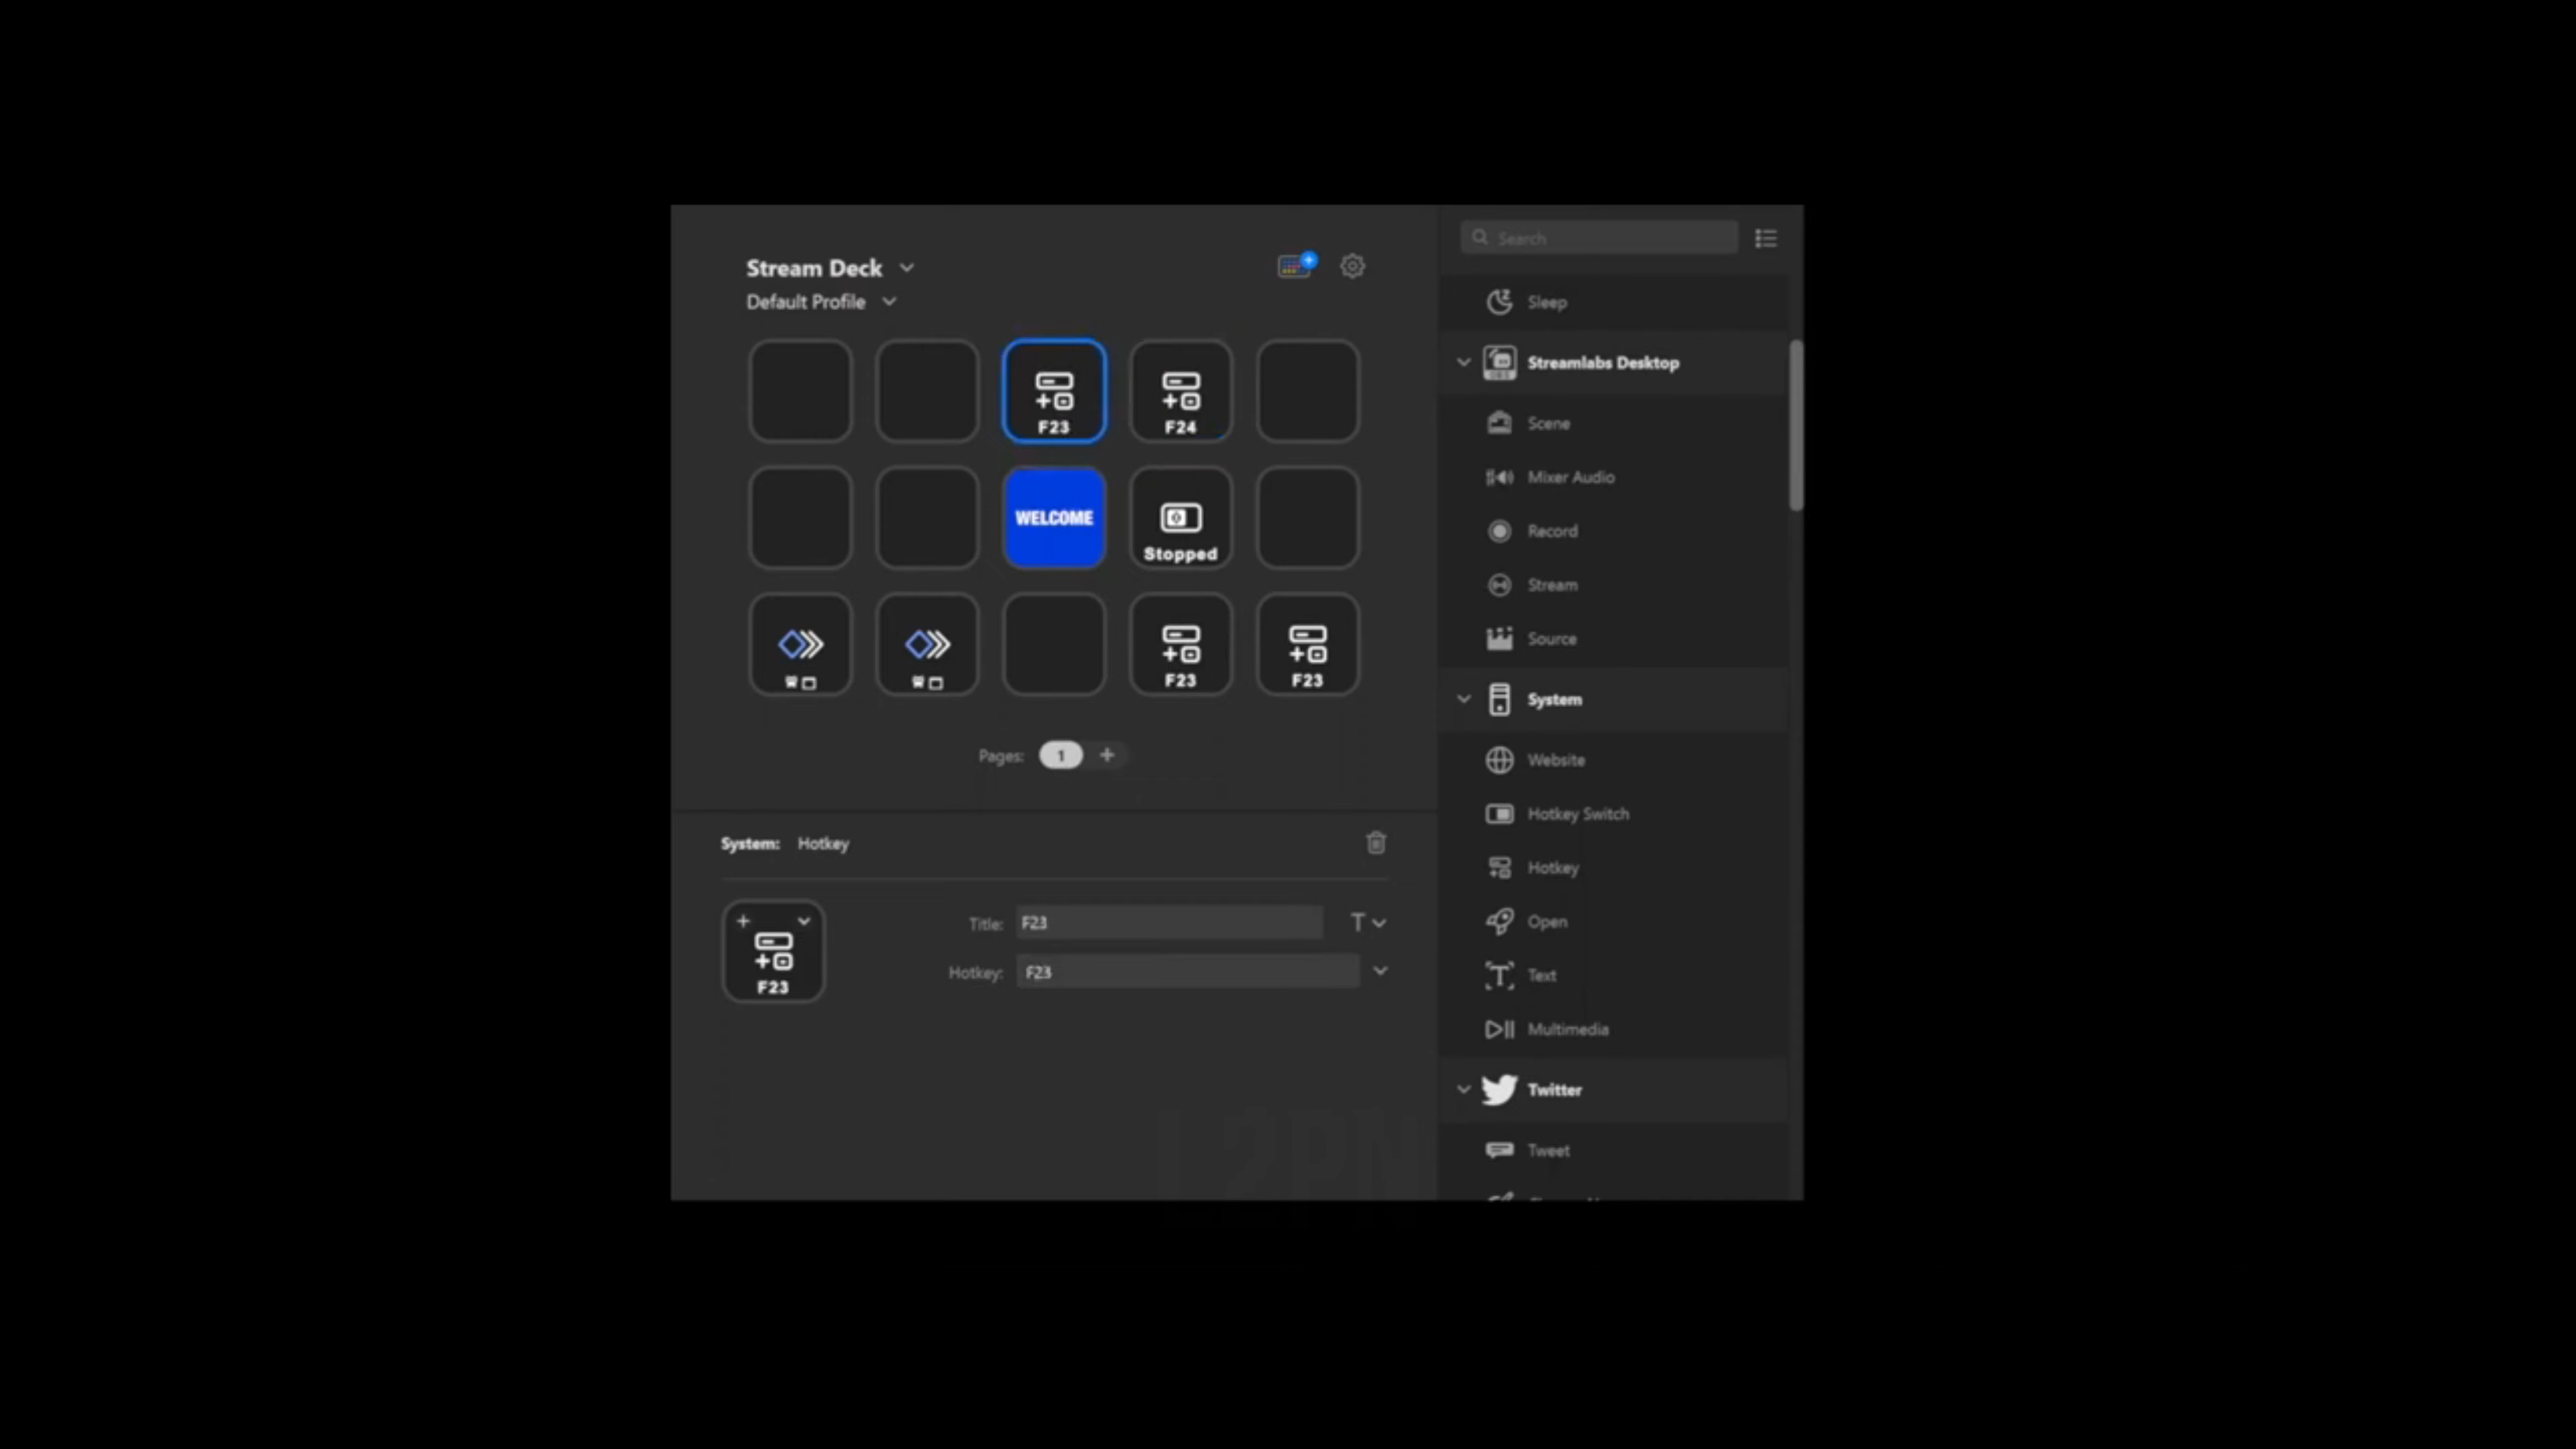 Stream Deck
Default Profile
F23
F24
WELCOME
Stopped
F23
F23
Pages: 1 +
System: Hotkey
F23
Title: F23
T
Hotkey: F23
Search
Sleep
Streamlabs Desktop
Scene
Mixer Audio
Record
Stream
Source
System
Website
Hotkey Switch
Hotkey
Open
Text
Multimedia
Twitter
Tweet